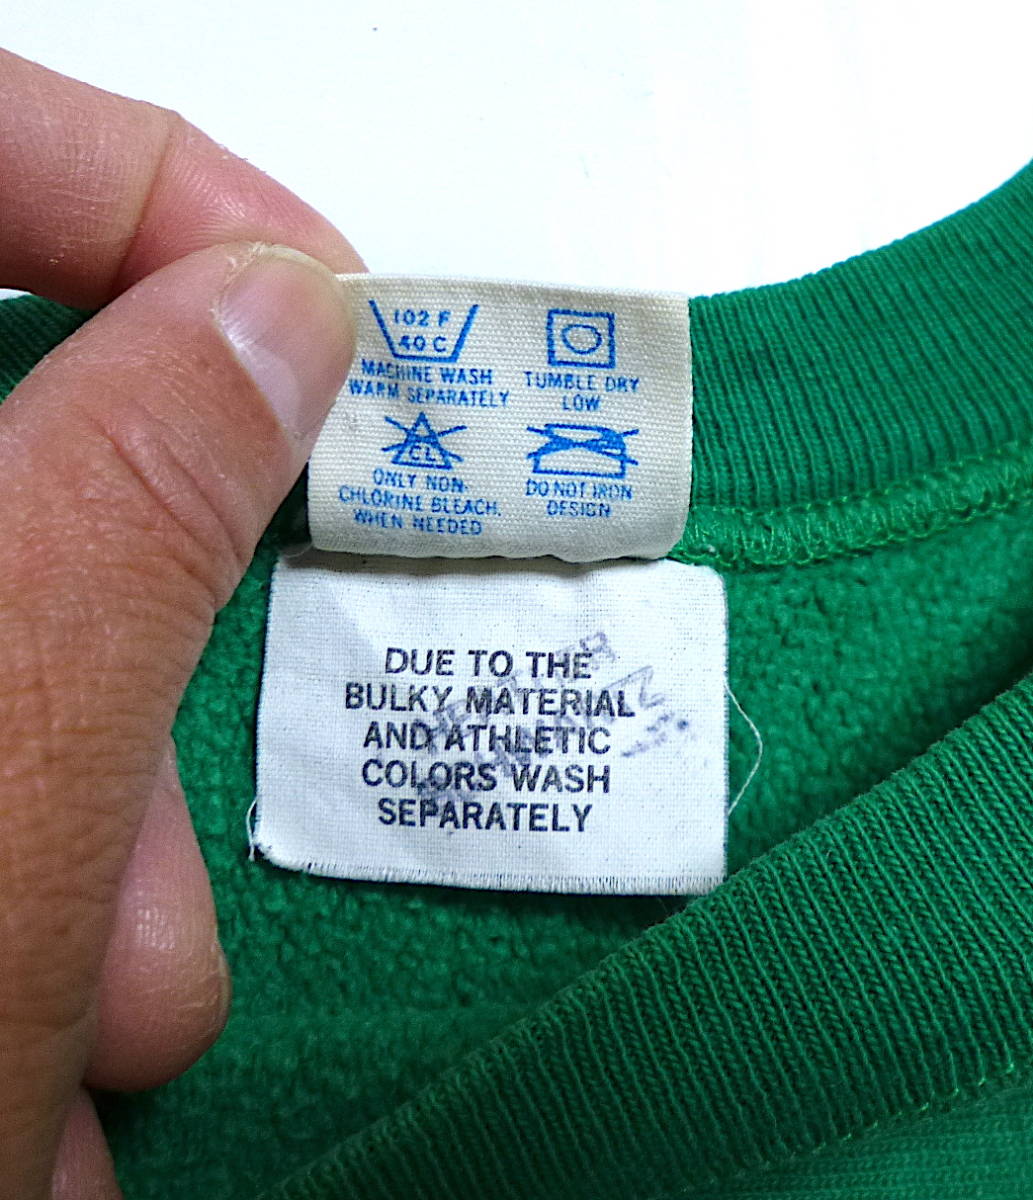 102 F
40 C
MACHINE WASH
WARM SEPARATELY
TUMBLE DRY
LOW
CL
ONLY NON-
CHLORINE BLEACH,
WHEN NEEDED
DO NOT IRON
DESIGN
DUE TO THE
BULKY MATERIAL
AND ATHLETIC
COLORS WASH
SEPARATELY